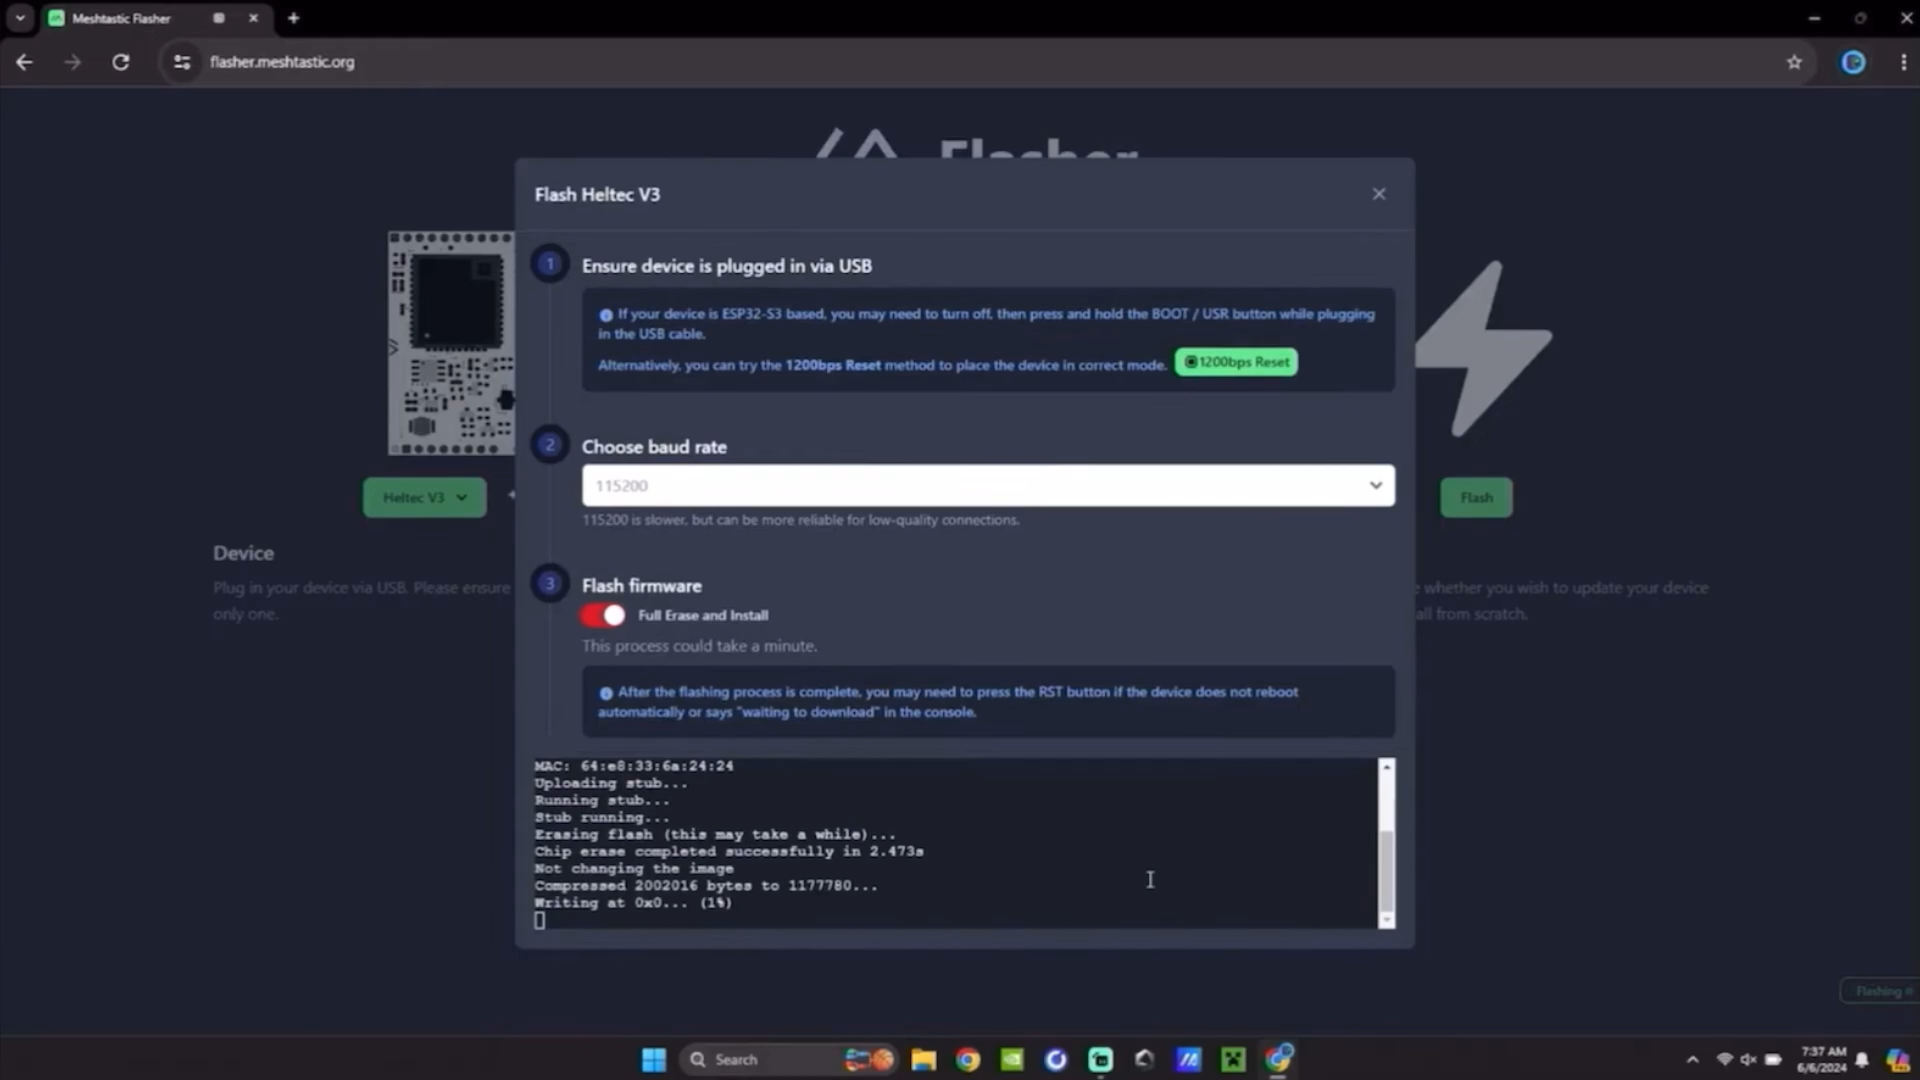 Meshtastic Flasher
flasher.meshtastic.org
Flasher
Flash Heltec V3
1
Ensure device is plugged in via USB
If your device is ESP32-S3 based, you may need to turn off, then press and hold the BOOT / USR button while plugging
in the USB cable.
Alternatively, you can try the 1200bps Reset method to place the device in correct mode.
1200bps Reset
2
Choose baud rate
115200
115200 is slower, but can be more reliable for low-quality connections.
Heltec V3
Flash
Device
Plug in your device via USB. Please ensure
only one.
3
Flash firmware
Full Erase and Install
This process could take a minute.
whether you wish to update your device
all from scratch.
After the flashing process is complete, you may need to press the RST button if the device does not reboot
automatically or says "waiting to download" in the console.
MAC: 64:e8:33:6a:24:24
Uploading stub...
Running stub...
Stub running...
Erasing flash (this may take a while)...
Chip erase completed successfully in 2.473s
Not changing the image
Compressed 2002016 bytes to 1177780...
Writing at 0x0... (1%)
Flashing
Search
7:37 AM
6/6/2024